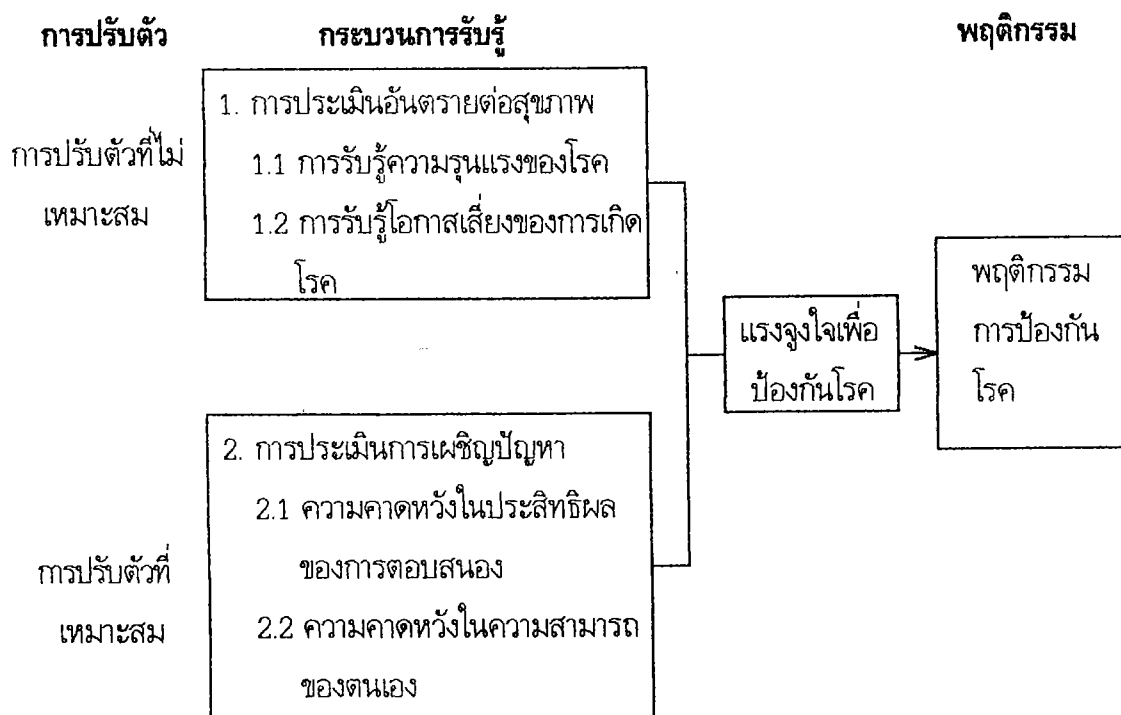 การปรับตัว
กระบวนการรับรู้
พฤติกรรม
การปรับตัวที่ไม่
เหมาะสม
1. การประเมินอันตรายต่อสุขภาพ
1.1 การรับรู้ความรุนแรงของโรค
1.2 การรับรู้โอกาสเสี่ยงของการเกิด
โรค
การปรับตัวที่
เหมาะสม
2. การประเมินการเผชิญปัญหา
2.1 ความคาดหวังในประสิทธิผล
ของการตอบสนอง
2.2 ความคาดหวังในความสามารถ
ของตนเอง
แรงจูงใจเพื่อ
ป้องกันโรค
พฤติกรรม
การป้องกัน
โรค